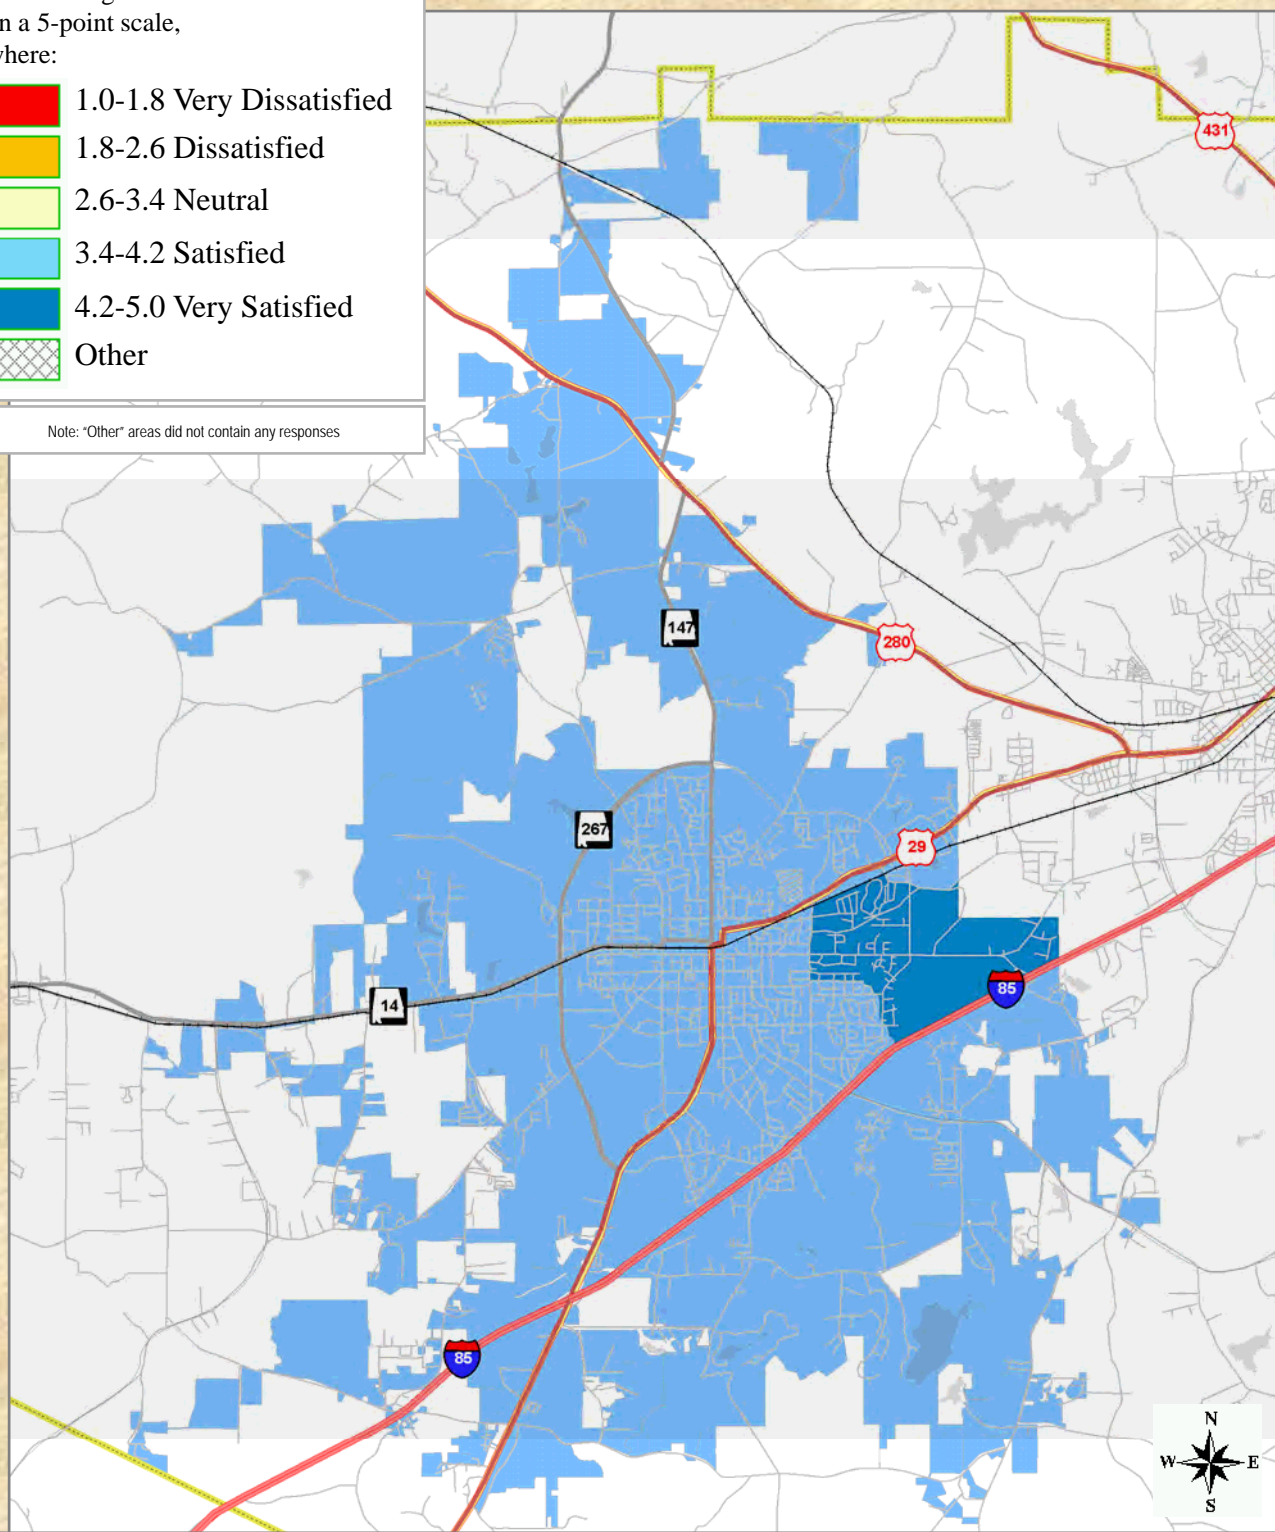 n a 5-point scale,
where:
1.0-1.8 Very Dissatisfied
1.8-2.6 Dissatisfied
2.6-3.4 Neutral
3.4-4.2 Satisfied
4.2-5.0 Very Satisfied
Other
Note: "Other" areas did not contain any responses
431
147
280
267
29
85
14
85
N
W E
S